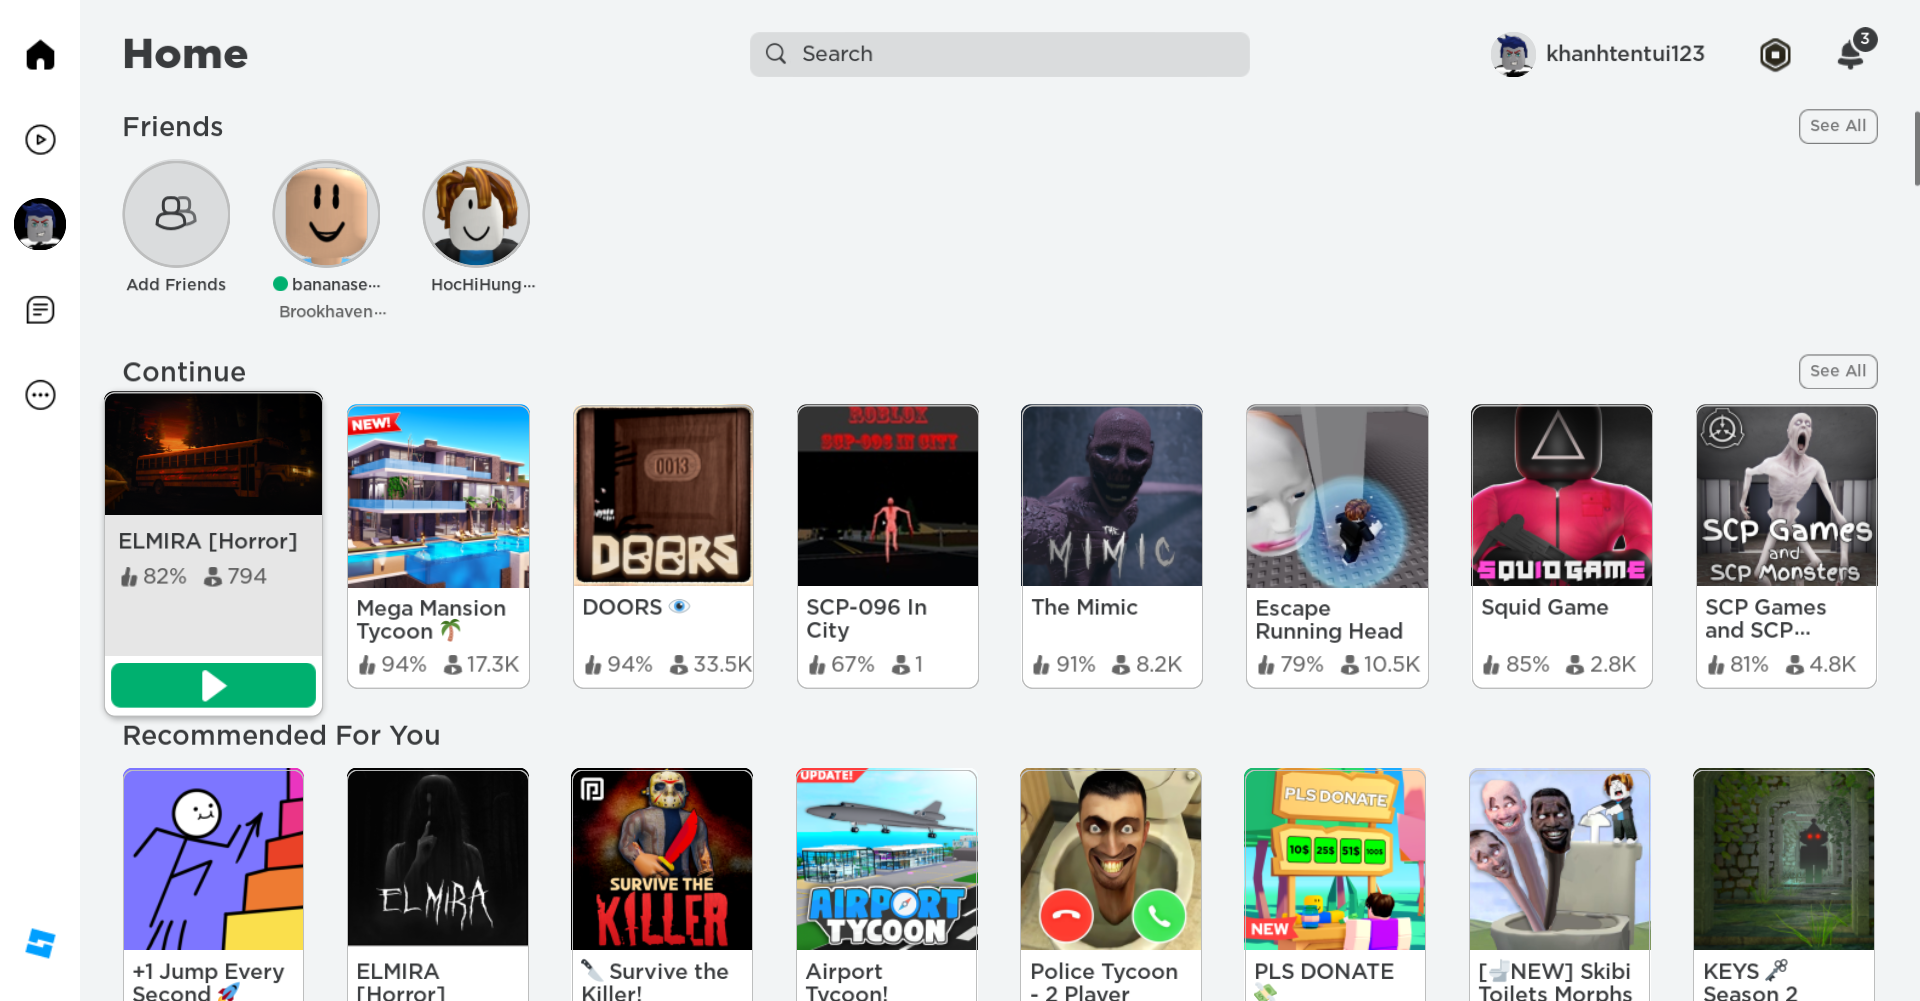 Home
Search
khanhtentui123
3
Friends
See All
Add Friends
bananase...
HocHiHung...
Brookhaven...
Continue
See All
NEW!
0013
DOORS
ROBLOX
SCP-096 IN CITY
THE
MIMIC
SQUID GAME
SCP Games
and
SCP Monsters
ELMIRA [Horror]
82% 794
Mega Mansion
Tycoon 🌴
94% 17.3K
DOORS 👁️
94% 33.5K
SCP-096 In
City
67% 1
The Mimic
91% 8.2K
Escape
Running Head
79% 10.5K
Squid Game
85% 2.8K
SCP Games
and SCP...
81% 4.8K
Recommended For You
ELMIRA
SURVIVE THE
KILLER
UPDATE!
AIRPORT
TYCOON
PLS DONATE
10$ 25$ 51$ 100$
NEW
+1 Jump Every
Second 🚀
ELMIRA
[Horror]
🔪 Survive the
Killer!
Airport
Tycoon!
Police Tycoon
- 2 Player
PLS DONATE
💸
[🚽NEW] Skibi
Toilets Morphs
KEYS 🗝️
Season 2